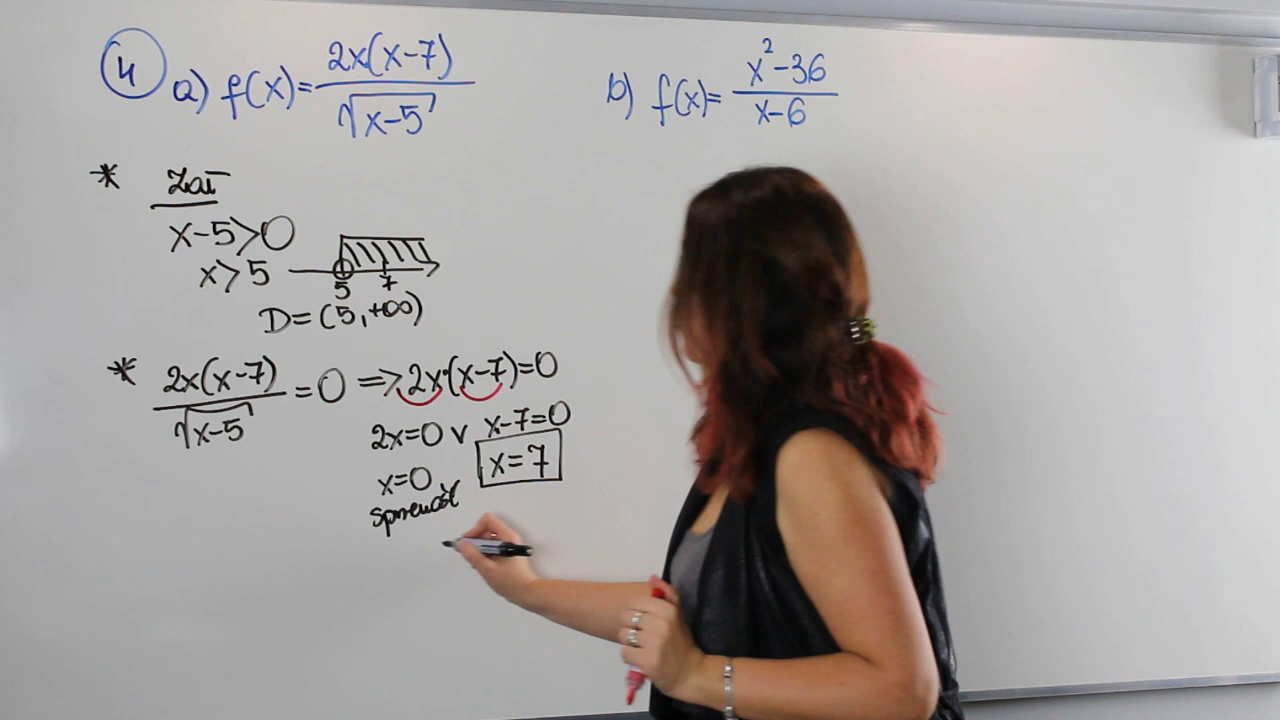 4 a) f(x)= 2x(x-7) / √x-5
b) f(x)= x²-36 / x-6
* Zał
x-5>0
x>5
5 7
D=(5,+∞)
* 2x(x-7) / √x-5 =0 => 2x·(x-7)=0
2x=0 v x-7=0
x=0 x=7
sprzeczność